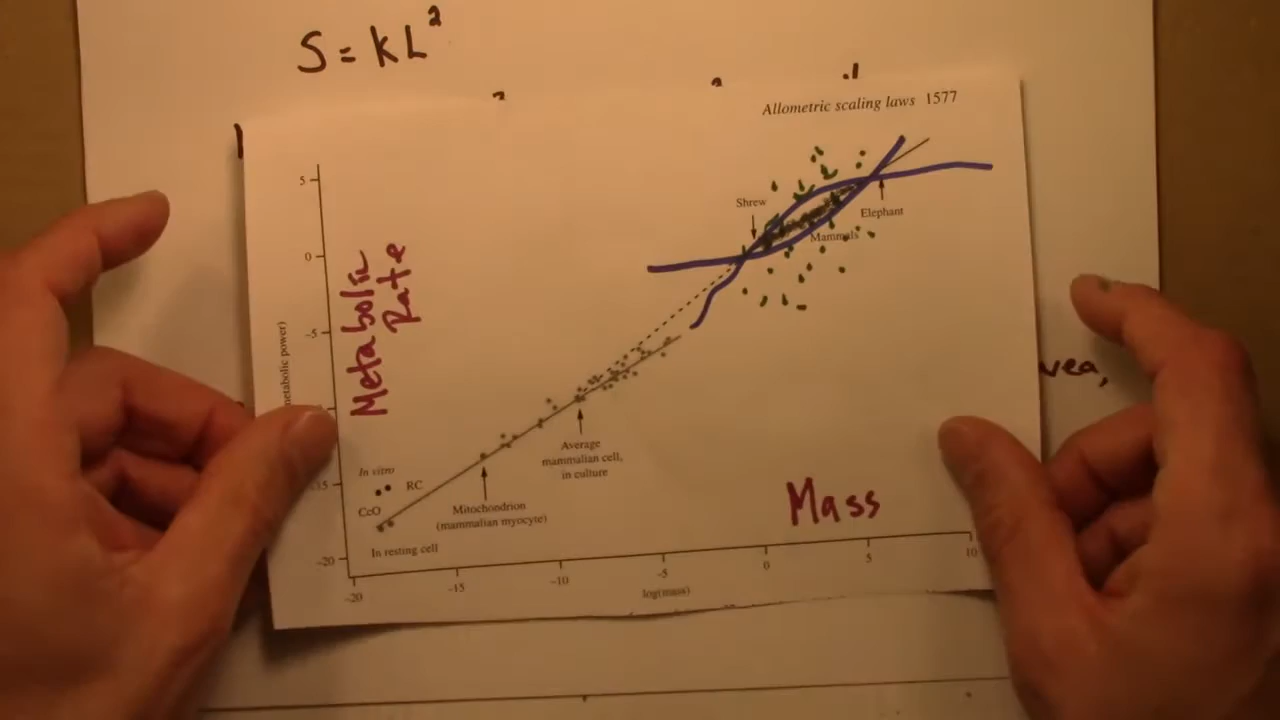 S = kL²
Allometric scaling laws 1577
5
0
-5
-15
-20
metabolic power)
Metabolic
Rate
Shrew
Elephant
Mammals
Average
mammalian cell,
in culture
Mitochondrion
(mammalian myocyte)
In vitro
RC
CcO
In resting cell
Mass
-20
-15
-10
-5
0
5
10
log(mass)